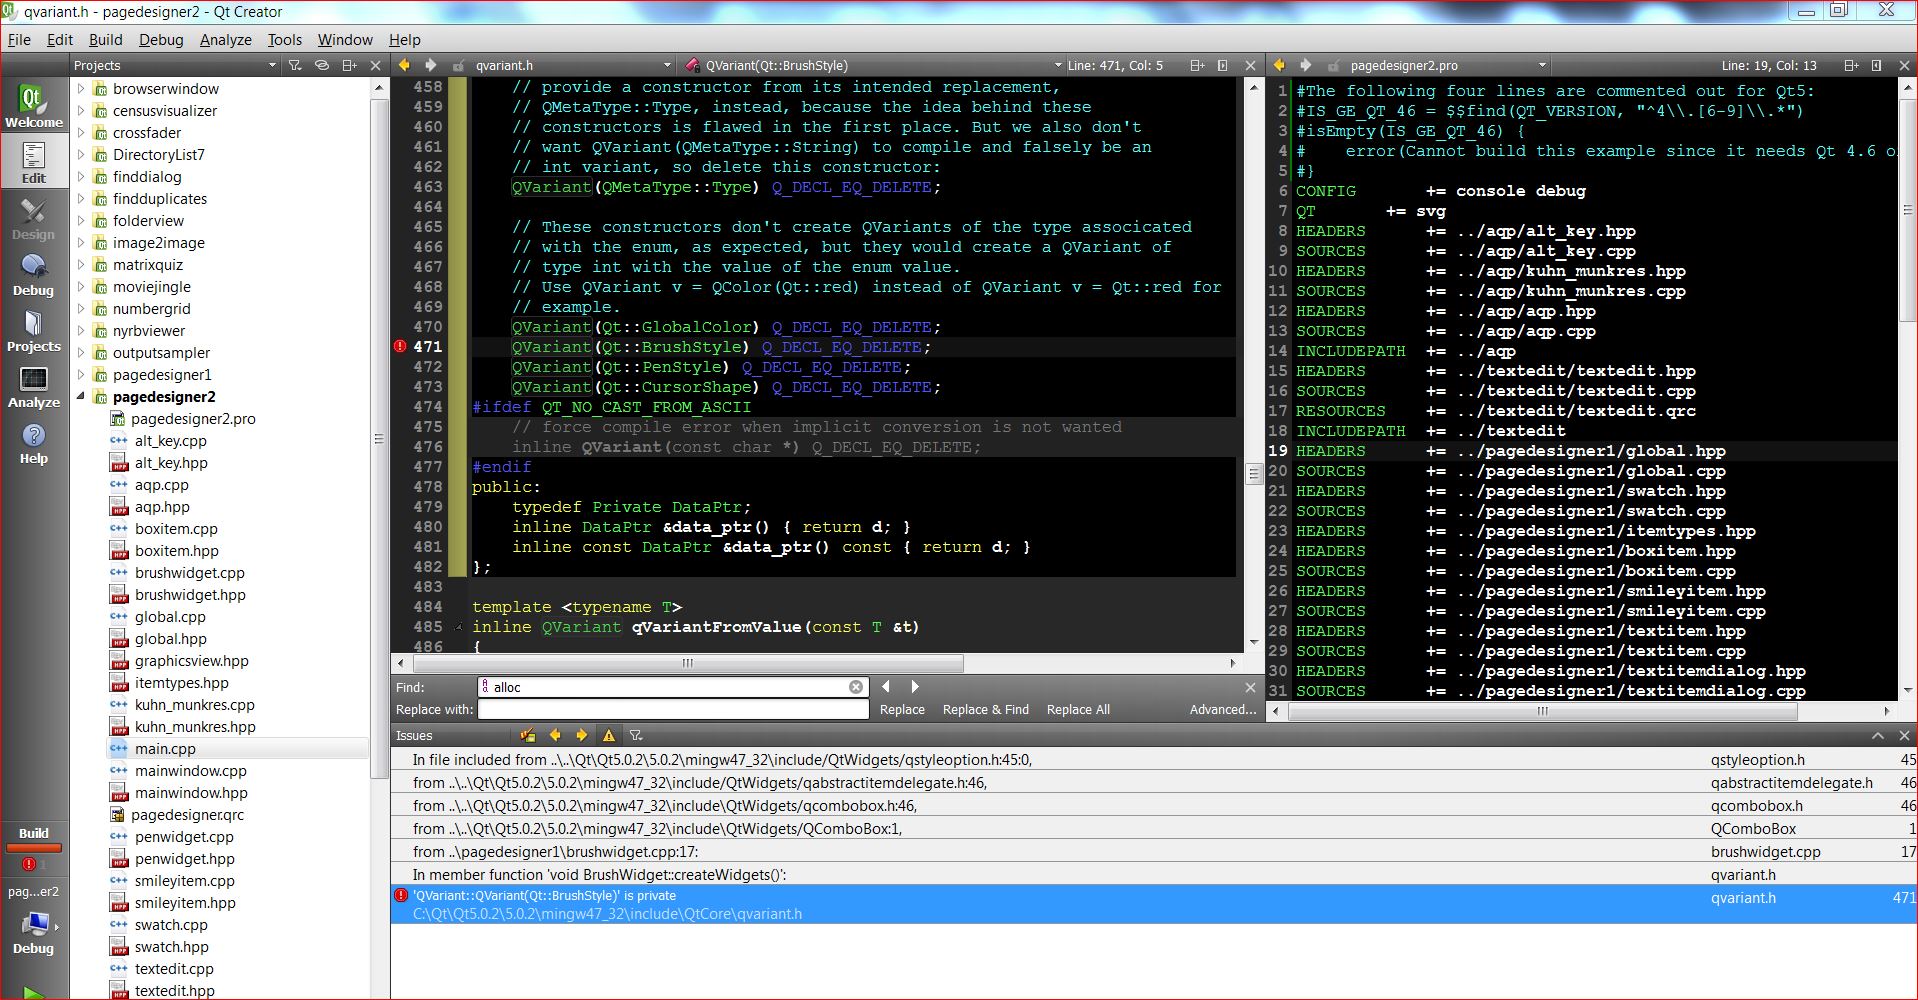 qvariant.h - pagedesigner2 - Qt Creator
File Edit Build Debug Analyze Tools Window Help
Projects
qvariant.h
QVariant(Qt::BrushStyle)
Line: 471, Col: 5
pagedesigner2.pro
Line: 19, Col: 13
Welcome
Edit
Design
Debug
Projects
Analyze
Help
Build
1
pag...er2
Debug
browserwindow
censusvisualizer
crossfader
DirectoryList7
finddialog
findduplicates
folderview
image2image
matrixquiz
moviejingle
numbergrid
nyrbviewer
outputsampler
pagedesigner1
pagedesigner2
pagedesigner2.pro
alt_key.cpp
alt_key.hpp
aqp.cpp
aqp.hpp
boxitem.cpp
boxitem.hpp
brushwidget.cpp
brushwidget.hpp
global.cpp
global.hpp
graphicsview.hpp
itemtypes.hpp
kuhn_munkres.cpp
kuhn_munkres.hpp
main.cpp
mainwindow.cpp
mainwindow.hpp
pagedesigner.qrc
penwidget.cpp
penwidget.hpp
smileyitem.cpp
smileyitem.hpp
swatch.cpp
swatch.hpp
textedit.cpp
textedit.hpp
458 // provide a constructor from its intended replacement,
459 // QMetaType::Type, instead, because the idea behind these
460 // constructors is flawed in the first place. But we also don't
461 // want QVariant(QMetaType::String) to compile and falsely be an
462 // int variant, so delete this constructor:
463 QVariant(QMetaType::Type) Q_DECL_EQ_DELETE;
464
465 // These constructors don't create QVariants of the type associcated
466 // with the enum, as expected, but they would create a QVariant of
467 // type int with the value of the enum value.
468 // Use QVariant v = QColor(Qt::red) instead of QVariant v = Qt::red for
469 // example.
470 QVariant(Qt::GlobalColor) Q_DECL_EQ_DELETE;
471 QVariant(Qt::BrushStyle) Q_DECL_EQ_DELETE;
472 QVariant(Qt::PenStyle) Q_DECL_EQ_DELETE;
473 QVariant(Qt::CursorShape) Q_DECL_EQ_DELETE;
474 #ifdef QT_NO_CAST_FROM_ASCII
475 // force compile error when implicit conversion is not wanted
476 inline QVariant(const char *) Q_DECL_EQ_DELETE;
477 #endif
478 public:
479 typedef Private DataPtr;
480 inline DataPtr &data_ptr() { return d; }
481 inline const DataPtr &data_ptr() const { return d; }
482 };
483
484 template <typename T>
485 inline QVariant qVariantFromValue(const T &t)
486 {
1 #The following four lines are commented out for Qt5:
2 #IS_GE_QT_46 = $$find(QT_VERSION, "^4\\.[6-9]\\.*")
3 #isEmpty(IS_GE_QT_46) {
4 # error(Cannot build this example since it needs Qt 4.6 o
5 #}
6 CONFIG += console debug
7 QT += svg
8 HEADERS += ../aqp/alt_key.hpp
9 SOURCES += ../aqp/alt_key.cpp
10 HEADERS += ../aqp/kuhn_munkres.hpp
11 SOURCES += ../aqp/kuhn_munkres.cpp
12 HEADERS += ../aqp/aqp.hpp
13 SOURCES += ../aqp/aqp.cpp
14 INCLUDEPATH += ../aqp
15 HEADERS += ../textedit/textedit.hpp
16 SOURCES += ../textedit/textedit.cpp
17 RESOURCES += ../textedit/textedit.qrc
18 INCLUDEPATH += ../textedit
19 HEADERS += ../pagedesigner1/global.hpp
20 SOURCES += ../pagedesigner1/global.cpp
21 HEADERS += ../pagedesigner1/swatch.hpp
22 SOURCES += ../pagedesigner1/swatch.cpp
23 HEADERS += ../pagedesigner1/itemtypes.hpp
24 HEADERS += ../pagedesigner1/boxitem.hpp
25 SOURCES += ../pagedesigner1/boxitem.cpp
26 HEADERS += ../pagedesigner1/smileyitem.hpp
27 SOURCES += ../pagedesigner1/smileyitem.cpp
28 HEADERS += ../pagedesigner1/textitem.hpp
29 SOURCES += ../pagedesigner1/textitem.cpp
30 HEADERS += ../pagedesigner1/textitemdialog.hpp
31 SOURCES += ../pagedesigner1/textitemdialog.cpp
Find: alloc
Replace with: Replace Replace & Find Replace All Advanced...
Issues
In file included from ..\..\Qt\Qt5.0.2\5.0.2\mingw47_32\include/QtWidgets/qstyleoption.h:45:0, qstyleoption.h 45
from ..\..\Qt\Qt5.0.2\5.0.2\mingw47_32\include/QtWidgets/qabstractitemdelegate.h:46, qabstractitemdelegate.h 46
from ..\..\Qt\Qt5.0.2\5.0.2\mingw47_32\include\QtWidgets/qcombobox.h:46, qcombobox.h 46
from ..\..\Qt\Qt5.0.2\5.0.2\mingw47_32\include\QtWidgets/QComboBox:1, QComboBox 1
from ..\pagedesigner1\brushwidget.cpp:17: brushwidget.cpp 17
In member function 'void BrushWidget::createWidgets()': qvariant.h
'QVariant::QVariant(Qt::BrushStyle)' is private qvariant.h 471
C:\Qt\Qt5.0.2\5.0.2\mingw47_32\include\QtCore\qvariant.h